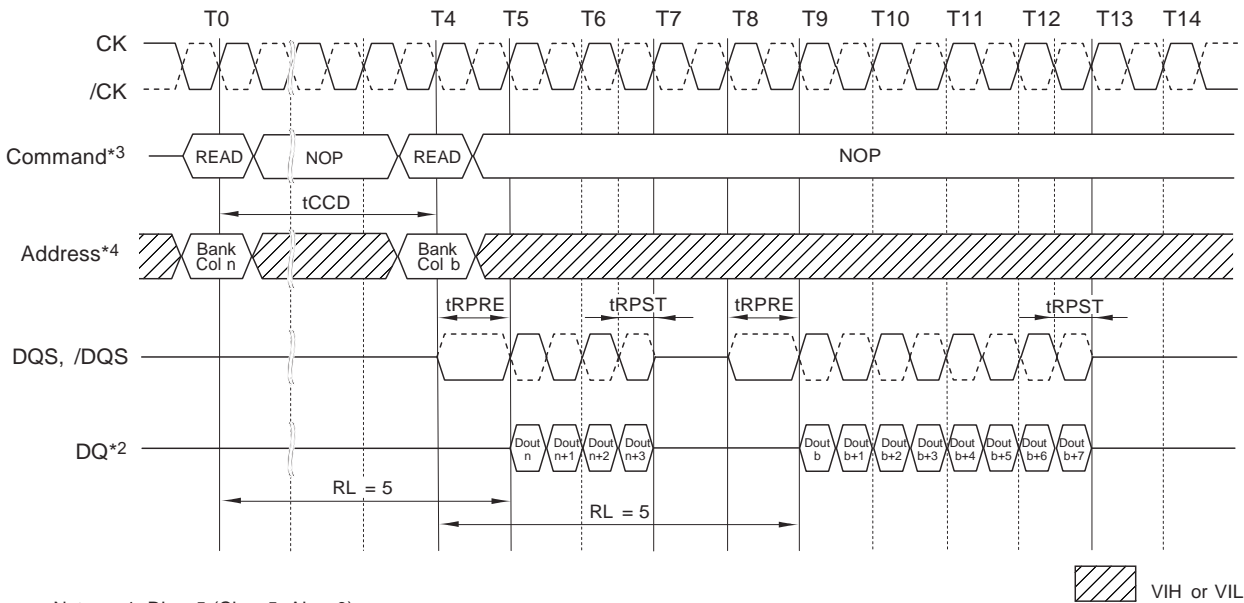 T0 T4 T5 T6 T7 T8 T9 T10 T11 T12 T13 T14
CK
/CK
Command*3 READ NOP READ NOP
tCCD
Address*4 Bank Col n Bank Col b
tRPRE tRPST tRPRE tRPST
DQS, /DQS
DQ*2 Dout n Dout n+1 Dout n+2 Dout n+3 Dout b Dout b+1 Dout b+2 Dout b+3 Dout b+4 Dout b+5 Dout b+6 Dout b+7
RL = 5
RL = 5
VIH or VIL